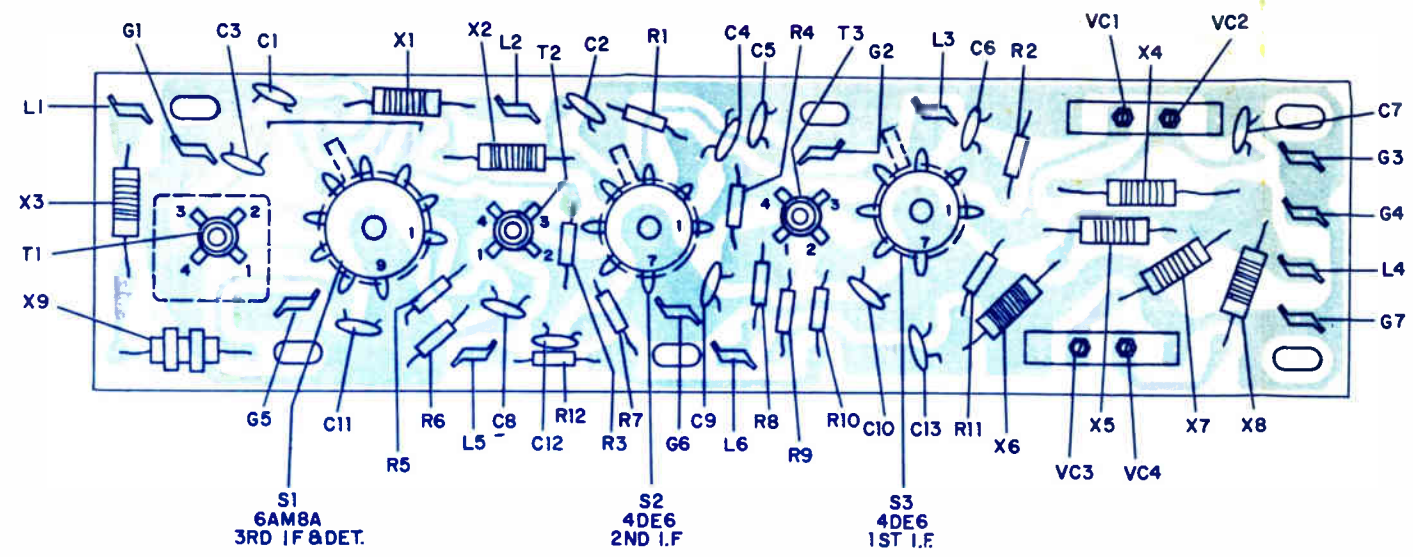 G1 C3 C1 X1 X2 L2 T2 C2 R1 C4 C5 R4 T3 G2 L3 C6 R2 VC1 X4 VC2
L1
C7
G3
X3
G4
T1
L4
X9
G7
3 2
4 1
1
9
4 3
1 2
1
7
4 3
1 2
1
7
G5 C11 R5 R6 L5 C8 C12 R12 R3 R7 G6 C9 L6 R8 R9 R10 C10 C13 R11 X6 VC3 X5 VC4 X7 X8
S1
6AM8A
3RD IF & DET.
S2
4DE6
2ND I.F
S3
4DE6
1ST I.F.